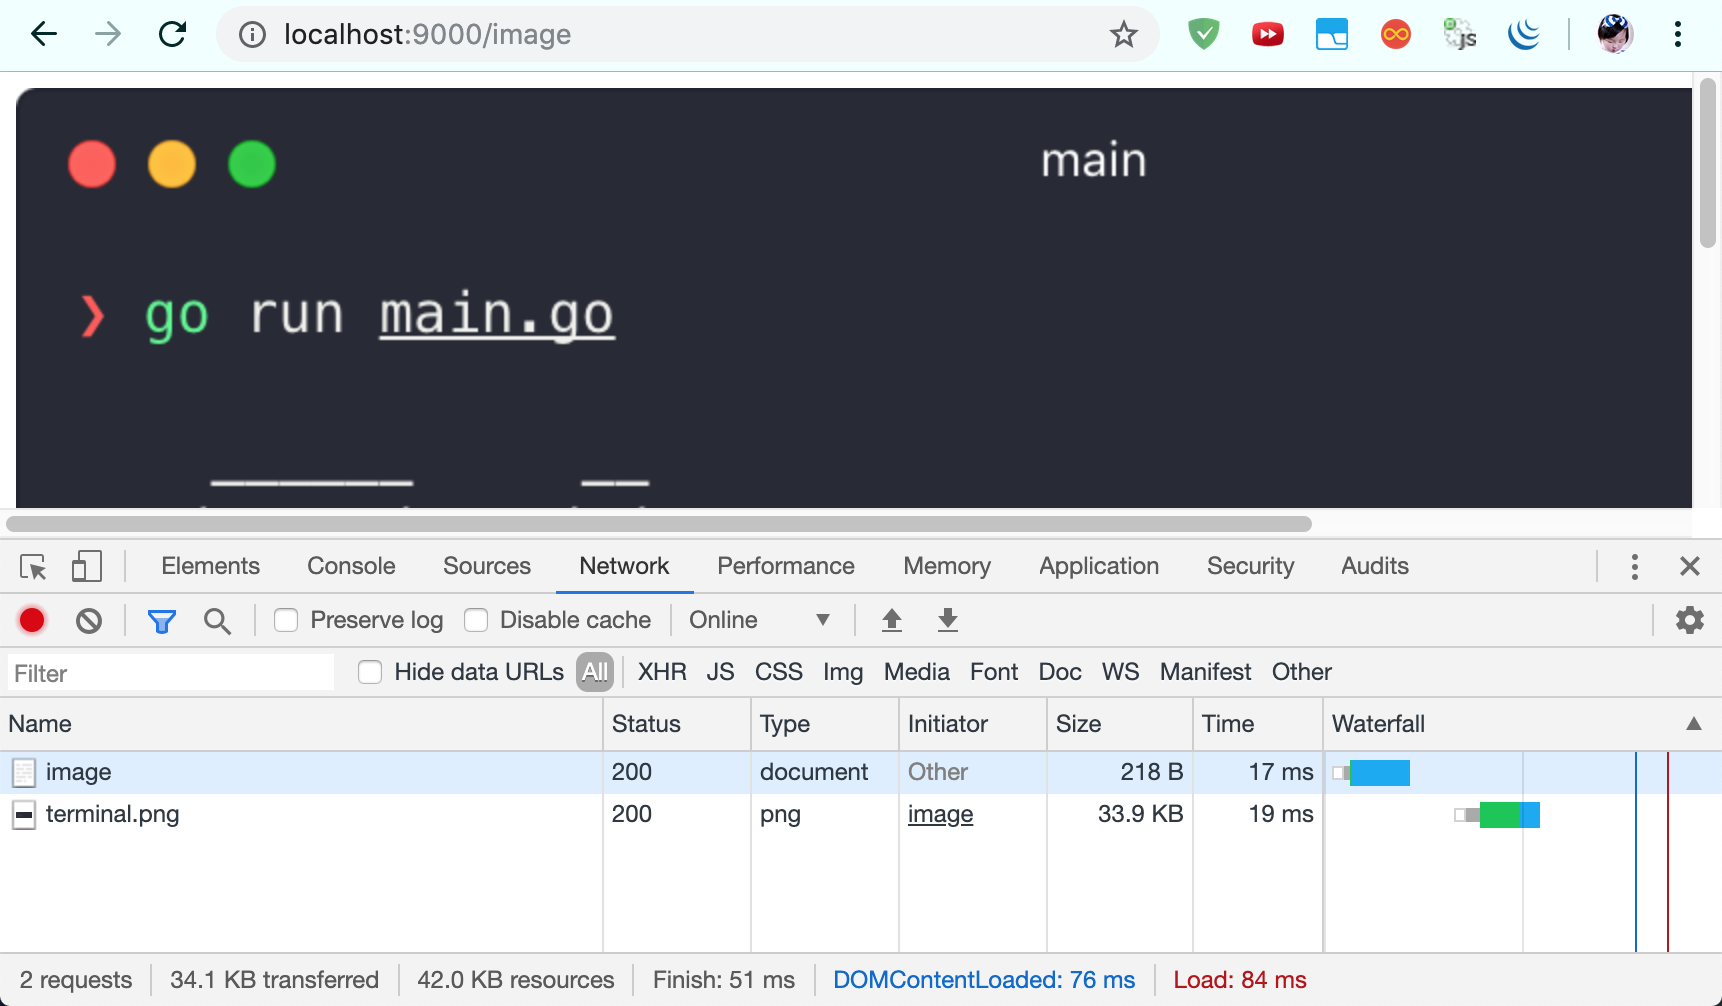 localhost:9000/image
JS
main
❯ go run main.go
Elements Console Sources Network Performance Memory Application Security Audits
Preserve log Disable cache Online
Filter Hide data URLs All XHR JS CSS Img Media Font Doc WS Manifest Other
Name Status Type Initiator Size Time Waterfall
image 200 document Other 218 B 17 ms
terminal.png 200 png image 33.9 KB 19 ms
2 requests 34.1 KB transferred 42.0 KB resources Finish: 51 ms DOMContentLoaded: 76 ms Load: 84 ms